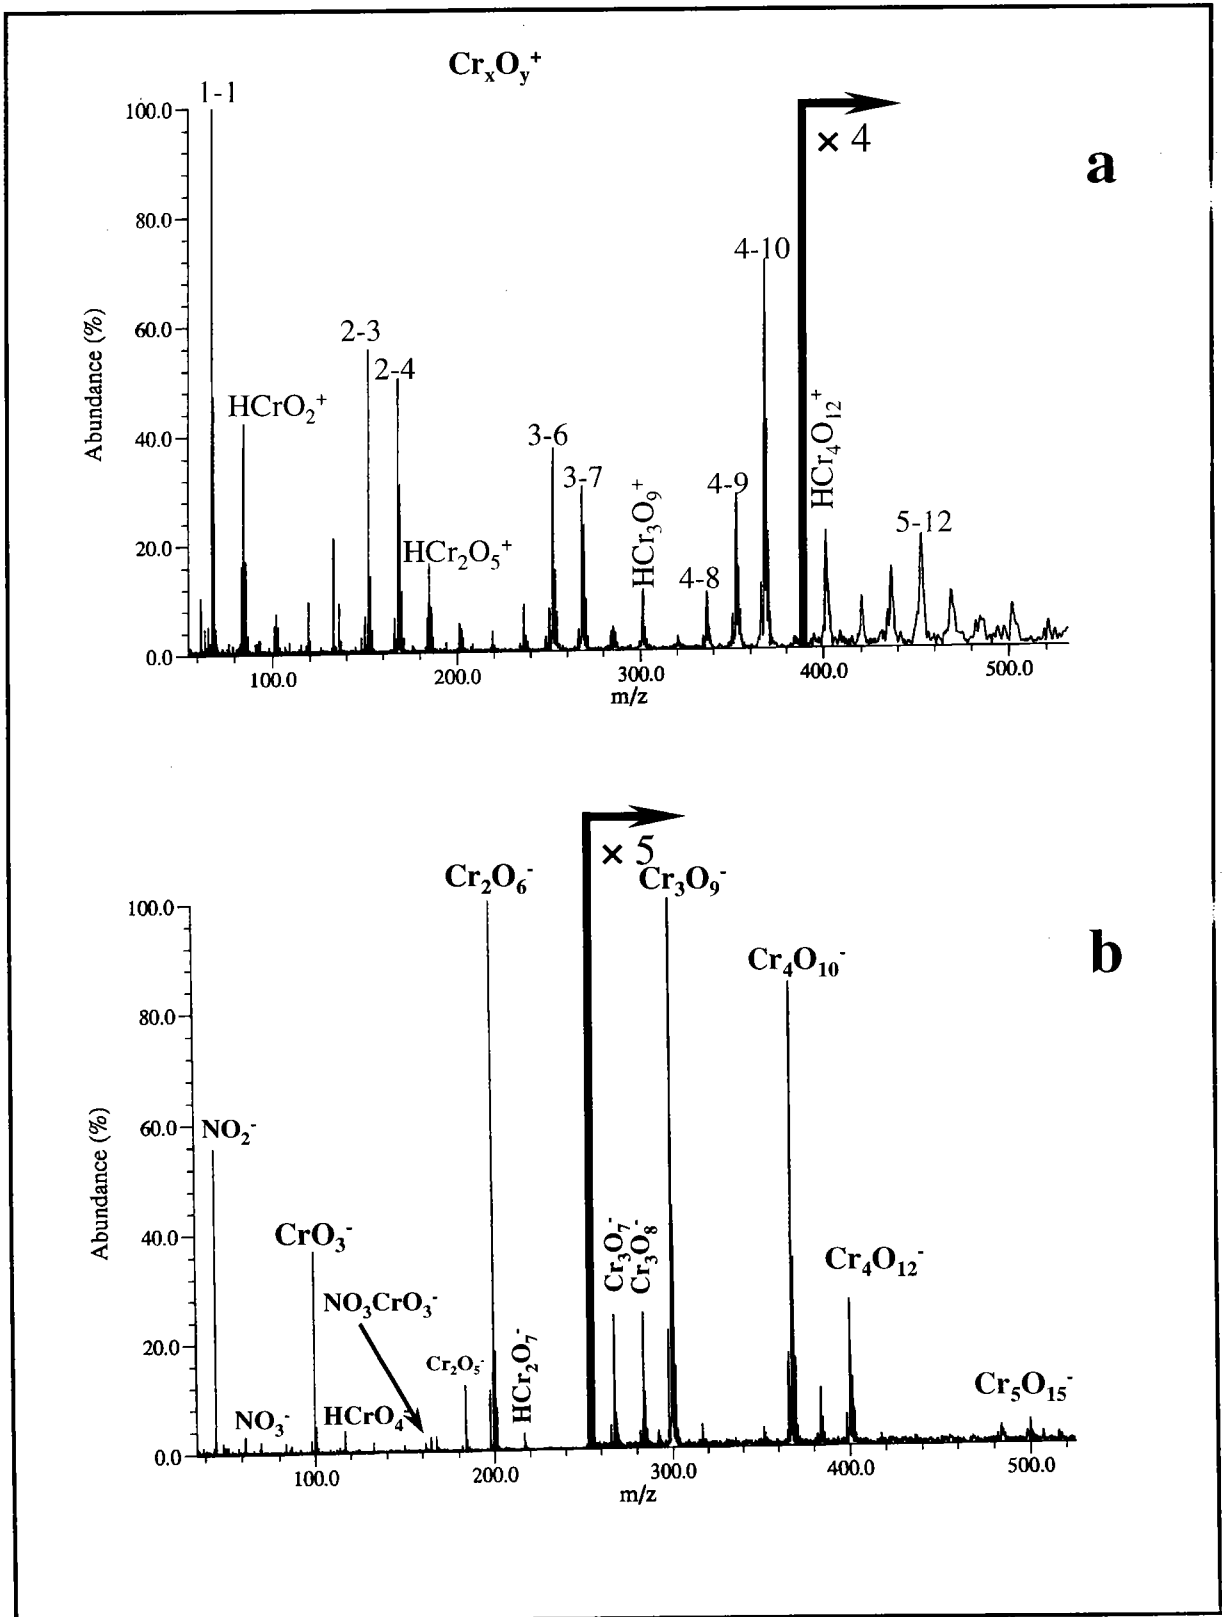 CrₓOᵧ⁺
1-1
100.0
× 4
a
80.0
4-10
60.0
2-3
2-4
HCrO₂⁺
HCr₄O₁₂⁺
40.0
3-6
3-7
HCr₃O₉⁺
4-9
Abundance (%)
HCr₂O₅⁺
5-12
20.0
4-8
0.0
100.0 200.0 300.0 400.0 500.0
m/z
× 5
Cr₂O₆⁻ Cr₃O₉⁻
100.0
b
Cr₄O₁₀⁻
80.0
60.0
NO₂⁻
Abundance (%)
40.0
CrO₃⁻
Cr₃O₇⁻
Cr₃O₈⁻
Cr₄O₁₂⁻
NO₃CrO₃⁻
20.0
Cr₂O₅⁻
HCr₂O₇⁻
Cr₅O₁₅⁻
NO₃⁻
HCrO₄⁻
0.0
100.0 200.0 300.0 400.0 500.0
m/z